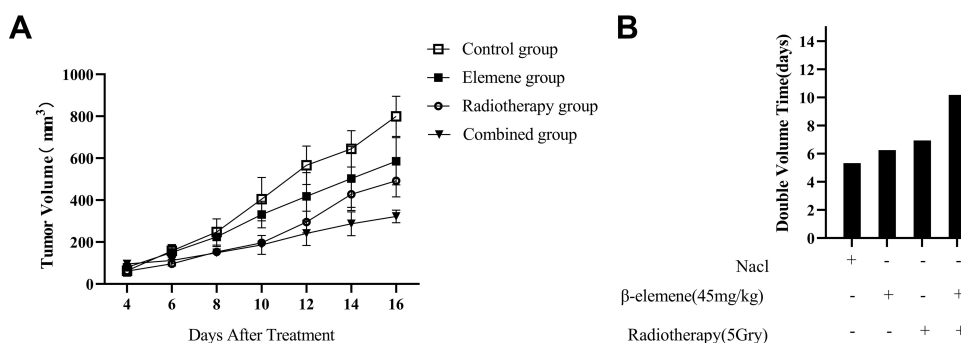 A
Control group
Elemene group
Radiotherapy group
Combined group
Tumor Volume( mm³)
1000
800
600
400
200
0
4 6 8 10 12 14 16
Days After Treatment
B
Double Volume Time(days)
14
12
10
8
6
4
2
0
Nacl + - - -
β-elemene(45mg/kg) - + - +
Radiotherapy(5Gry) - - + +